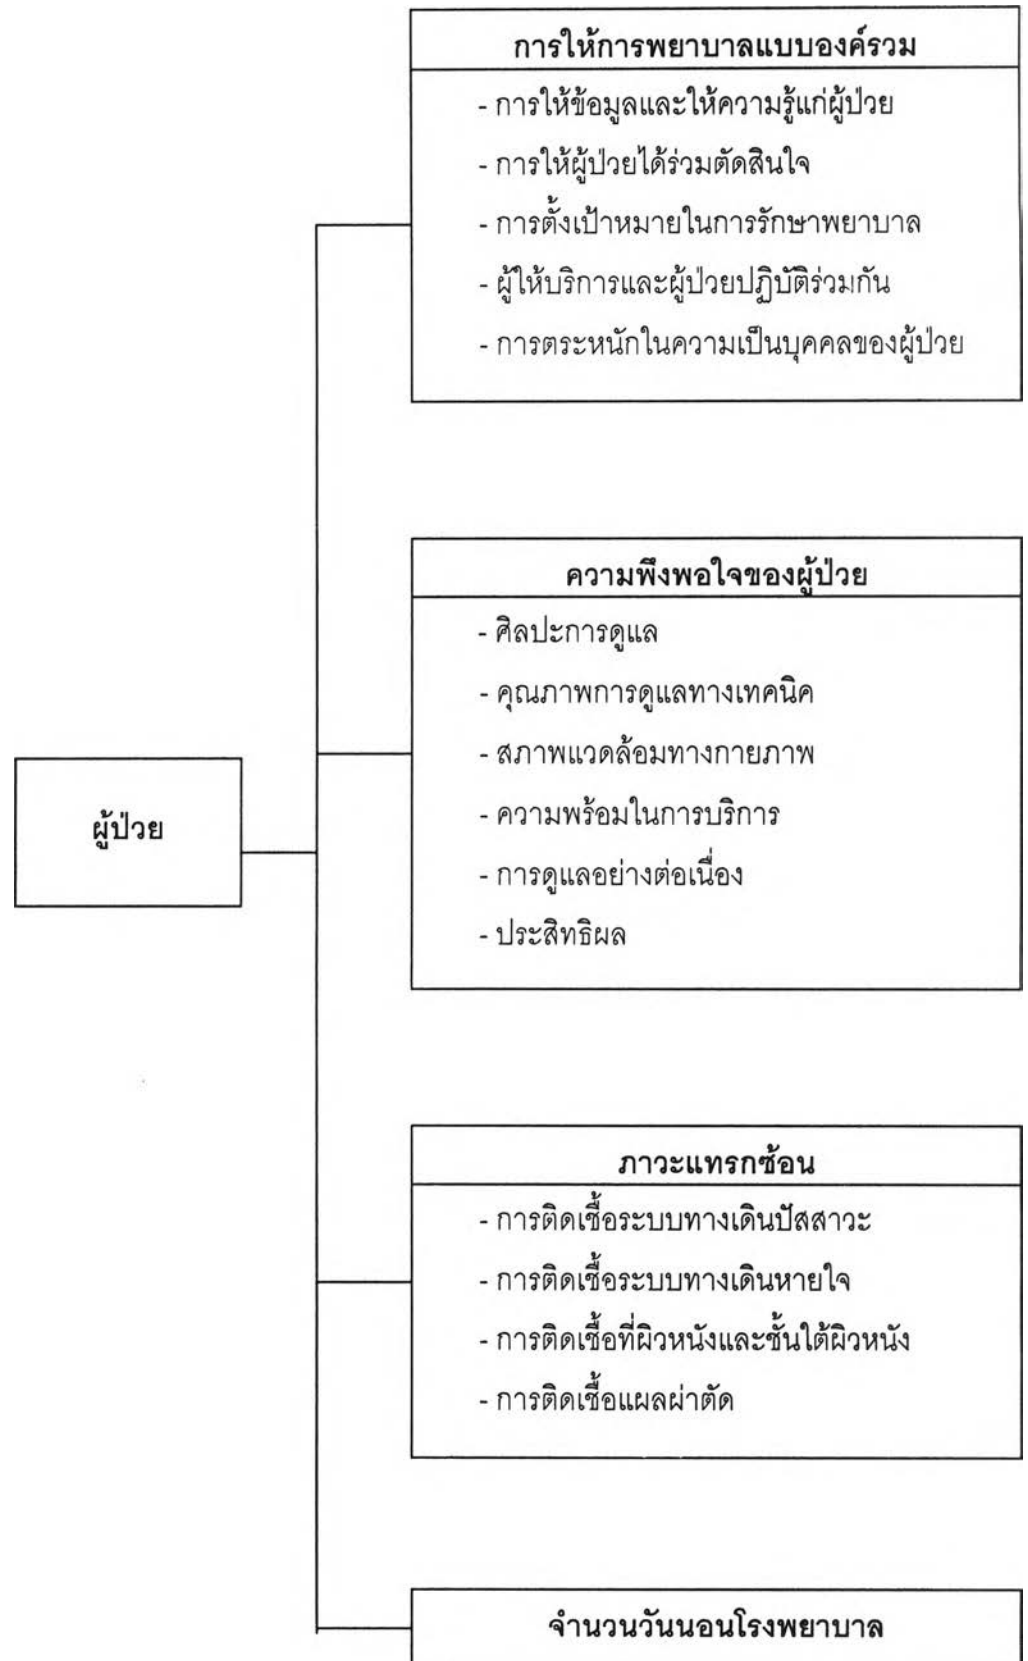 การให้การพยาบาลแบบองค์รวม
- การให้ข้อมูลและให้ความรู้แก่ผู้ป่วย
- การให้ผู้ป่วยได้ร่วมตัดสินใจ
- การตั้งเป้าหมายในการรักษาพยาบาล
- ผู้ให้บริการและผู้ป่วยปฏิบัติร่วมกัน
- การตระหนักในความเป็นบุคคลของผู้ป่วย
ความพึงพอใจของผู้ป่วย
- ศิลปะการดูแล
- คุณภาพการดูแลทางเทคนิค
- สภาพแวดล้อมทางกายภาพ
- ความพร้อมในการบริการ
- การดูแลอย่างต่อเนื่อง
- ประสิทธิผล
ผู้ป่วย
ภาวะแทรกซ้อน
- การติดเชื้อระบบทางเดินปัสสาวะ
- การติดเชื้อระบบทางเดินหายใจ
- การติดเชื้อที่ผิวหนังและชั้นใต้ผิวหนัง
- การติดเชื้อแผลผ่าตัด
จำนวนวันนอนโรงพยาบาล